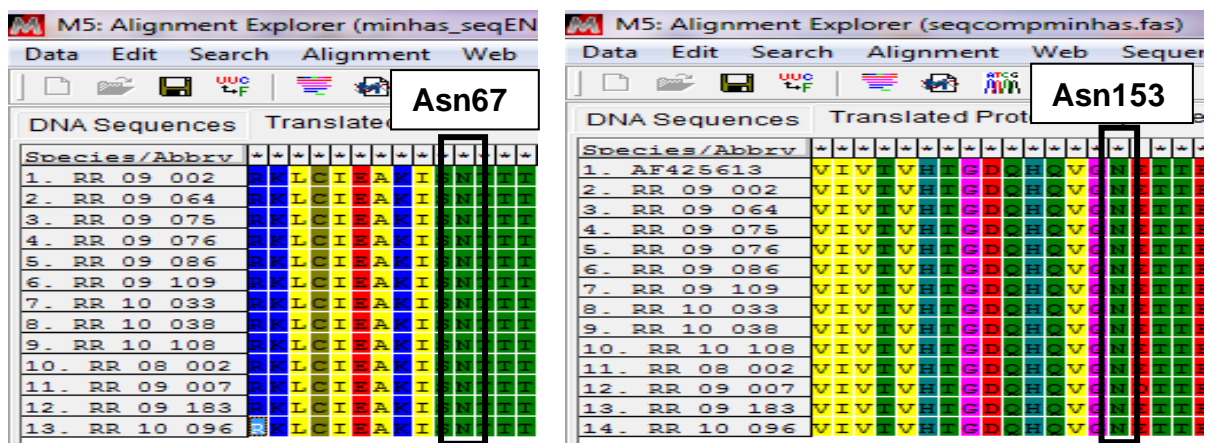 M5: Alignment Explorer (minhas_seqEN
Data Edit Search Alignment Web
Asn67
DNA Sequences Translated
Species/Abbrv * * * * * * * * * * * * * *
1. RR 09 002 R K L C I E A K I S N T T T
2. RR 09 064 R K L C I E A K I S N T T T
3. RR 09 075 R K L C I E A K I S N T T T
4. RR 09 076 R K L C I E A K I S N T T T
5. RR 09 086 R K L C I E A K I S N T T T
6. RR 09 109 R K L C I E A K I S N T T T
7. RR 10 033 R K L C I E A K I S N T T T
8. RR 10 038 R K L C I E A K I S N T T T
9. RR 10 108 R K L C I E A K I S N T T T
10. RR 08 002 R K L C I E A K I S N T T T
11. RR 09 007 R K L C I E A K I S N T T T
12. RR 09 183 R K L C I E A K I S N T T T
13. RR 10 096 R K L C I E A K I S N T T T
M5: Alignment Explorer (seqcompminhas.fas)
Data Edit Search Alignment Web Sequen
Asn153
DNA Sequences Translated Prot
Species/Abbrv * * * * * * * * * * * * * * * * * *
1. AF425613 V I V T V H T G D Q H Q V G N E T T
2. RR 09 002 V I V T V H T G D Q H Q V G N E T T
3. RR 09 064 V I V T V H T G D Q H Q V G N E T T
4. RR 09 075 V I V T V H T G D Q H Q V G N E T T
5. RR 09 076 V I V T V H T G D Q H Q V G N E T T
6. RR 09 086 V I V T V H T G D Q H Q V G N E T T
7. RR 09 109 V I V T V H T G D Q H Q V G N E T T
8. RR 10 033 V I V T V H T G D Q H Q V G N E T T
9. RR 10 038 V I V T V H T G D Q H Q V G N E T T
10. RR 10 108 V I V T V H T G D Q H Q V G N E T T
11. RR 08 002 V I V T V H T G D Q H Q V G N E T T
12. RR 09 007 V I V T V H T G D Q H Q V G N D T T
13. RR 09 183 V I V T V H T G D Q H Q V G N E T T
14. RR 10 096 V I V T V H T G D Q H Q V G N E T T